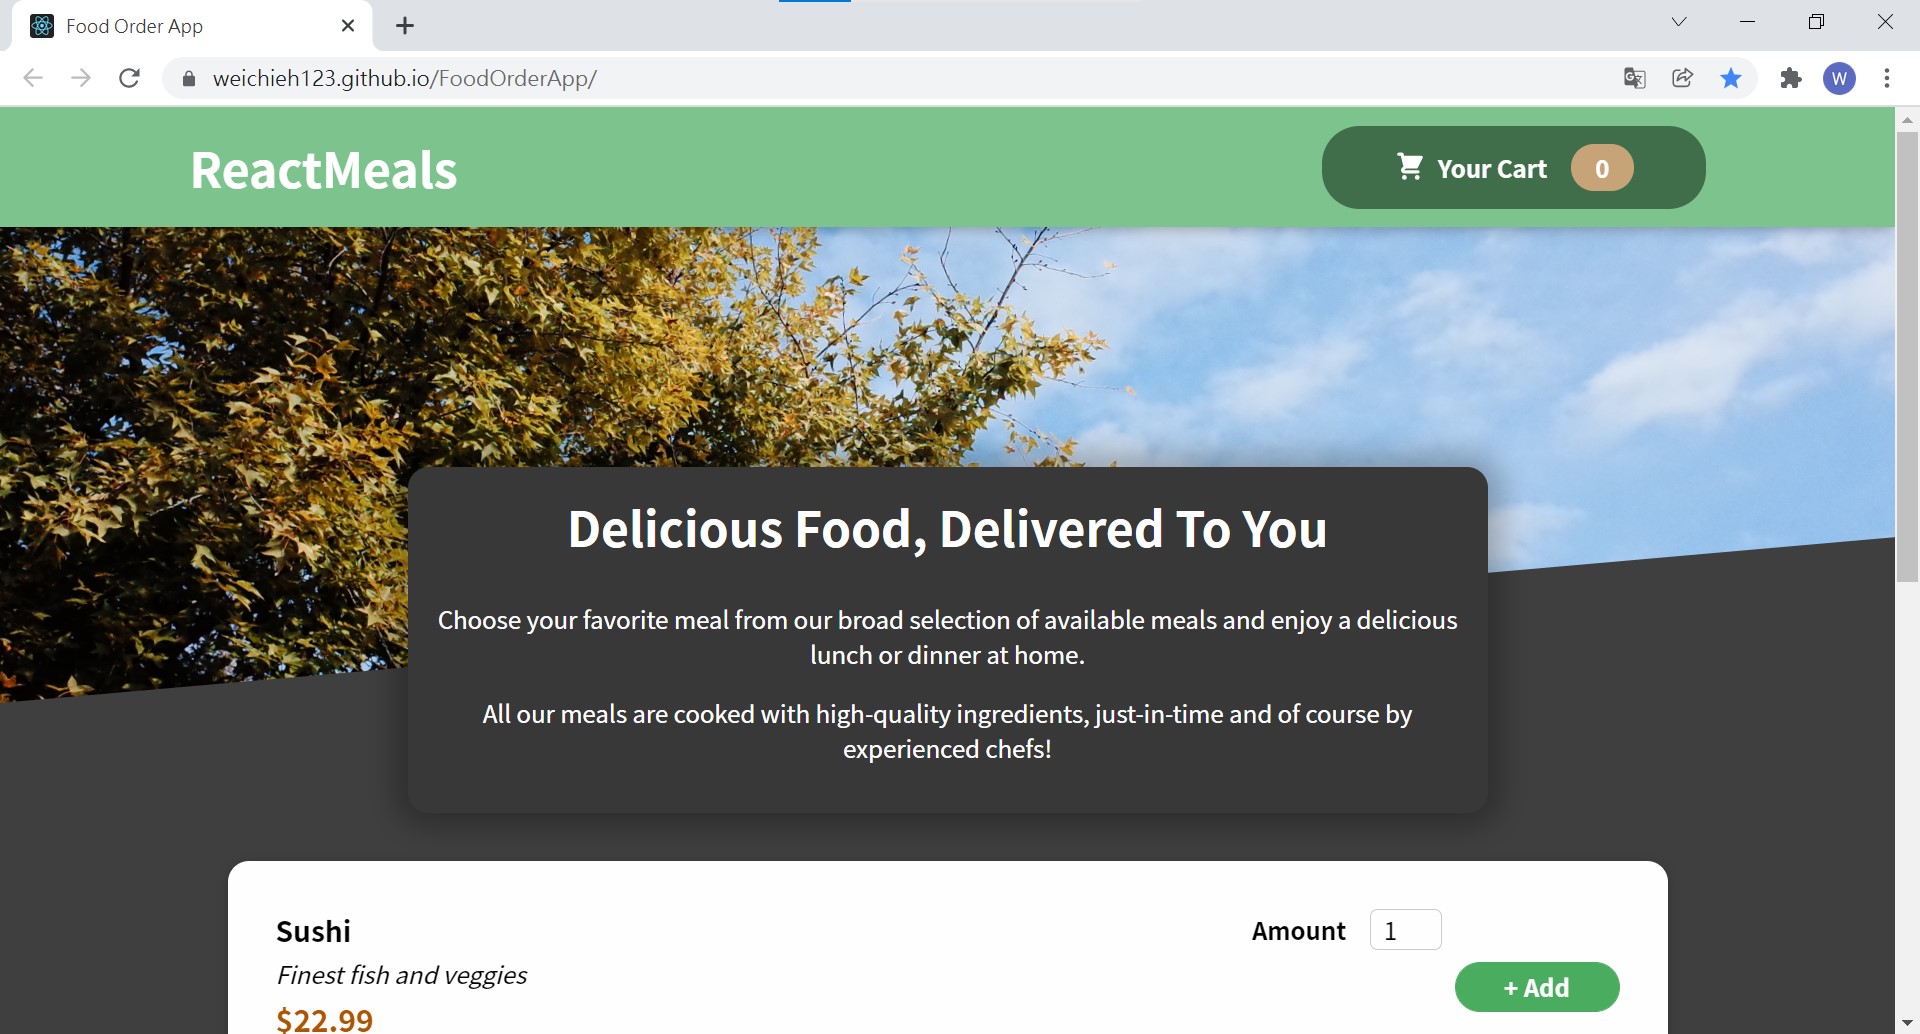 Food Order App
weichieh123.github.io/FoodOrderApp/
W
ReactMeals
Your Cart 0
Delicious Food, Delivered To You
Choose your favorite meal from our broad selection of available meals and enjoy a delicious
lunch or dinner at home.
All our meals are cooked with high-quality ingredients, just-in-time and of course by
experienced chefs!
Sushi
Amount 1
Finest fish and veggies
+ Add
$22.99